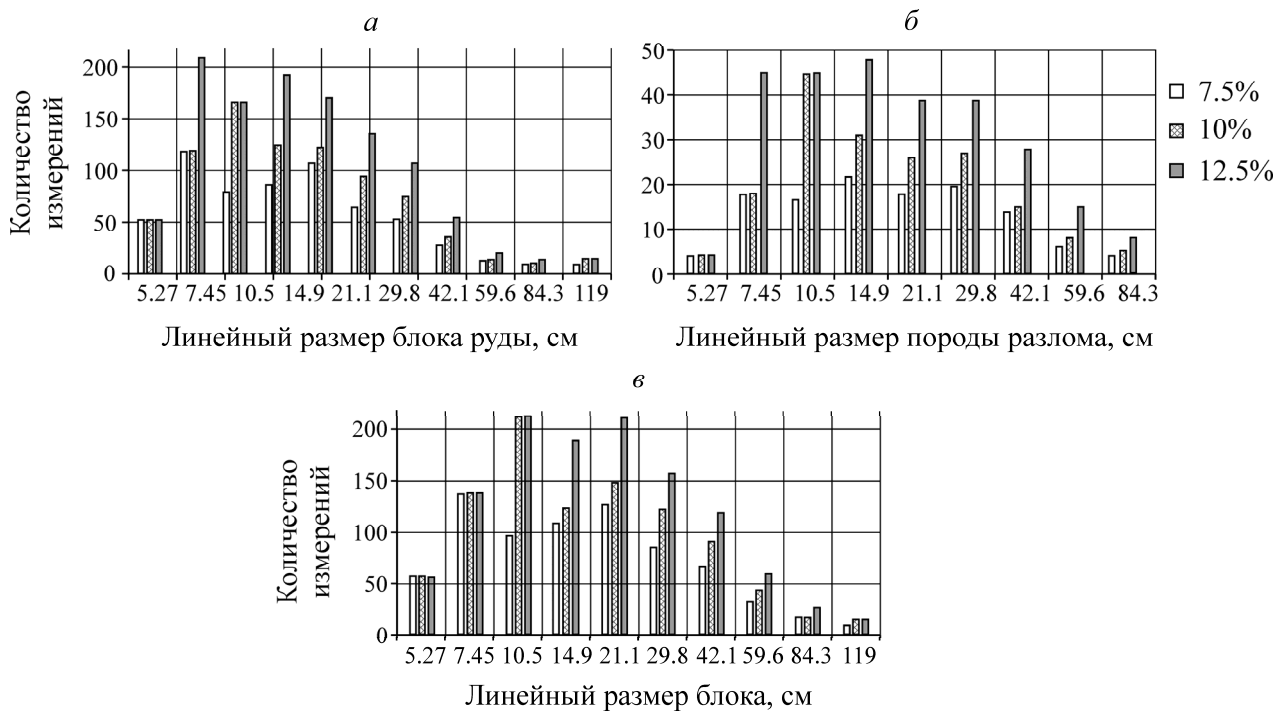 а
Количество
измерений
200
150
100
50
0
5.27 7.45 10.5 14.9 21.1 29.8 42.1 59.6 84.3 119
Линейный размер блока руды, см
б
50
40
30
20
10
0
5.27 7.45 10.5 14.9 21.1 29.8 42.1 59.6 84.3
Линейный размер породы разлома, см
7.5%
10%
12.5%
в
Количество
измерений
200
150
100
50
0
5.27 7.45 10.5 14.9 21.1 29.8 42.1 59.6 84.3 119
Линейный размер блока, см